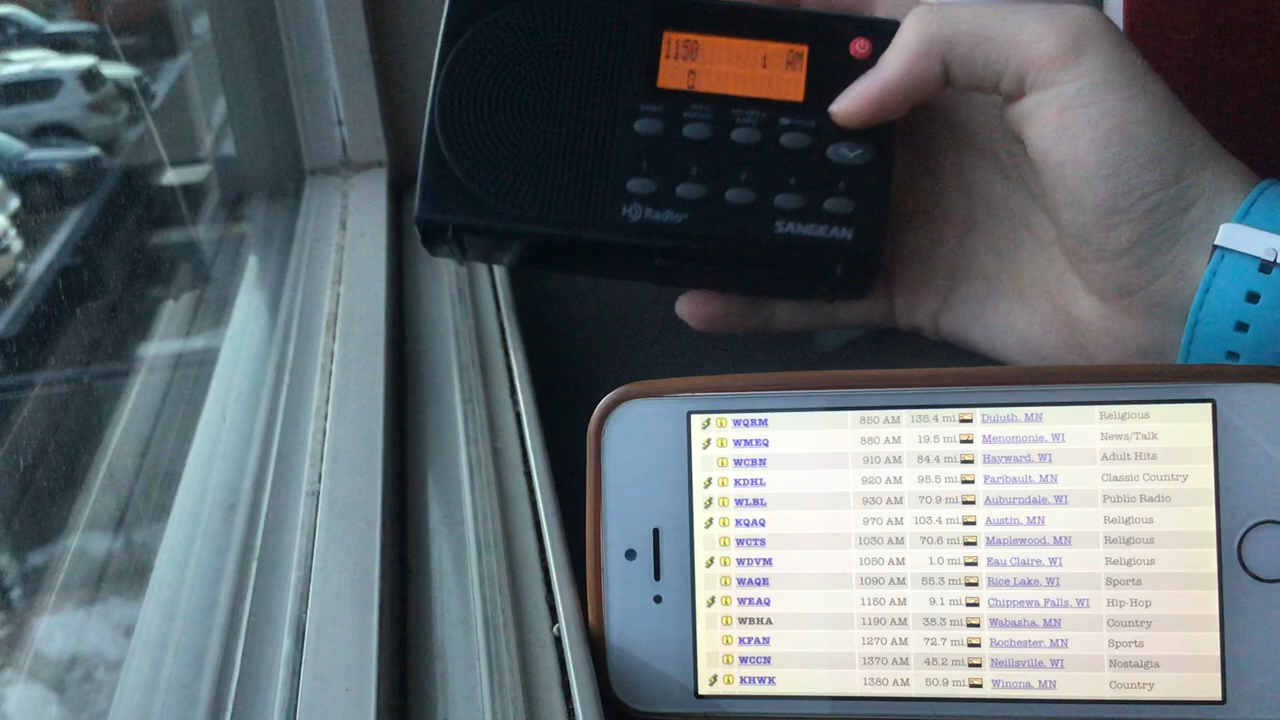 1150 1 AM
1 2 3 4
HD Radio
SANGEAN
WQRM 850 AM 135.4 mi. Duluth, MN Religious
WMEQ 880 AM 19.5 mi. Menomonie, WI News/Talk
WCBN 910 AM 84.4 mi. Hayward, WI Adult Hits
KDHL 920 AM 95.5 mi. Faribault, MN Classic Country
WLBL 930 AM 70.9 mi. Auburndale, WI Public Radio
KQAQ 970 AM 103.4 mi. Austin, MN Religious
WCTS 1030 AM 70.6 mi. Maplewood, MN Religious
WDVM 1050 AM 1.0 mi. Eau Claire, WI Religious
WAQE 1090 AM 55.3 mi. Rice Lake, WI Sports
WEAQ 1150 AM 9.1 mi. Chippewa Falls, WI Hip-Hop
WBHA 1190 AM 38.3 mi. Wabasha, MN Country
KFAN 1270 AM 72.7 mi. Rochester, MN Sports
WCCN 1370 AM 45.2 mi. Neillsville, WI Nostalgia
KHWK 1380 AM 50.9 mi. Winona, MN Country